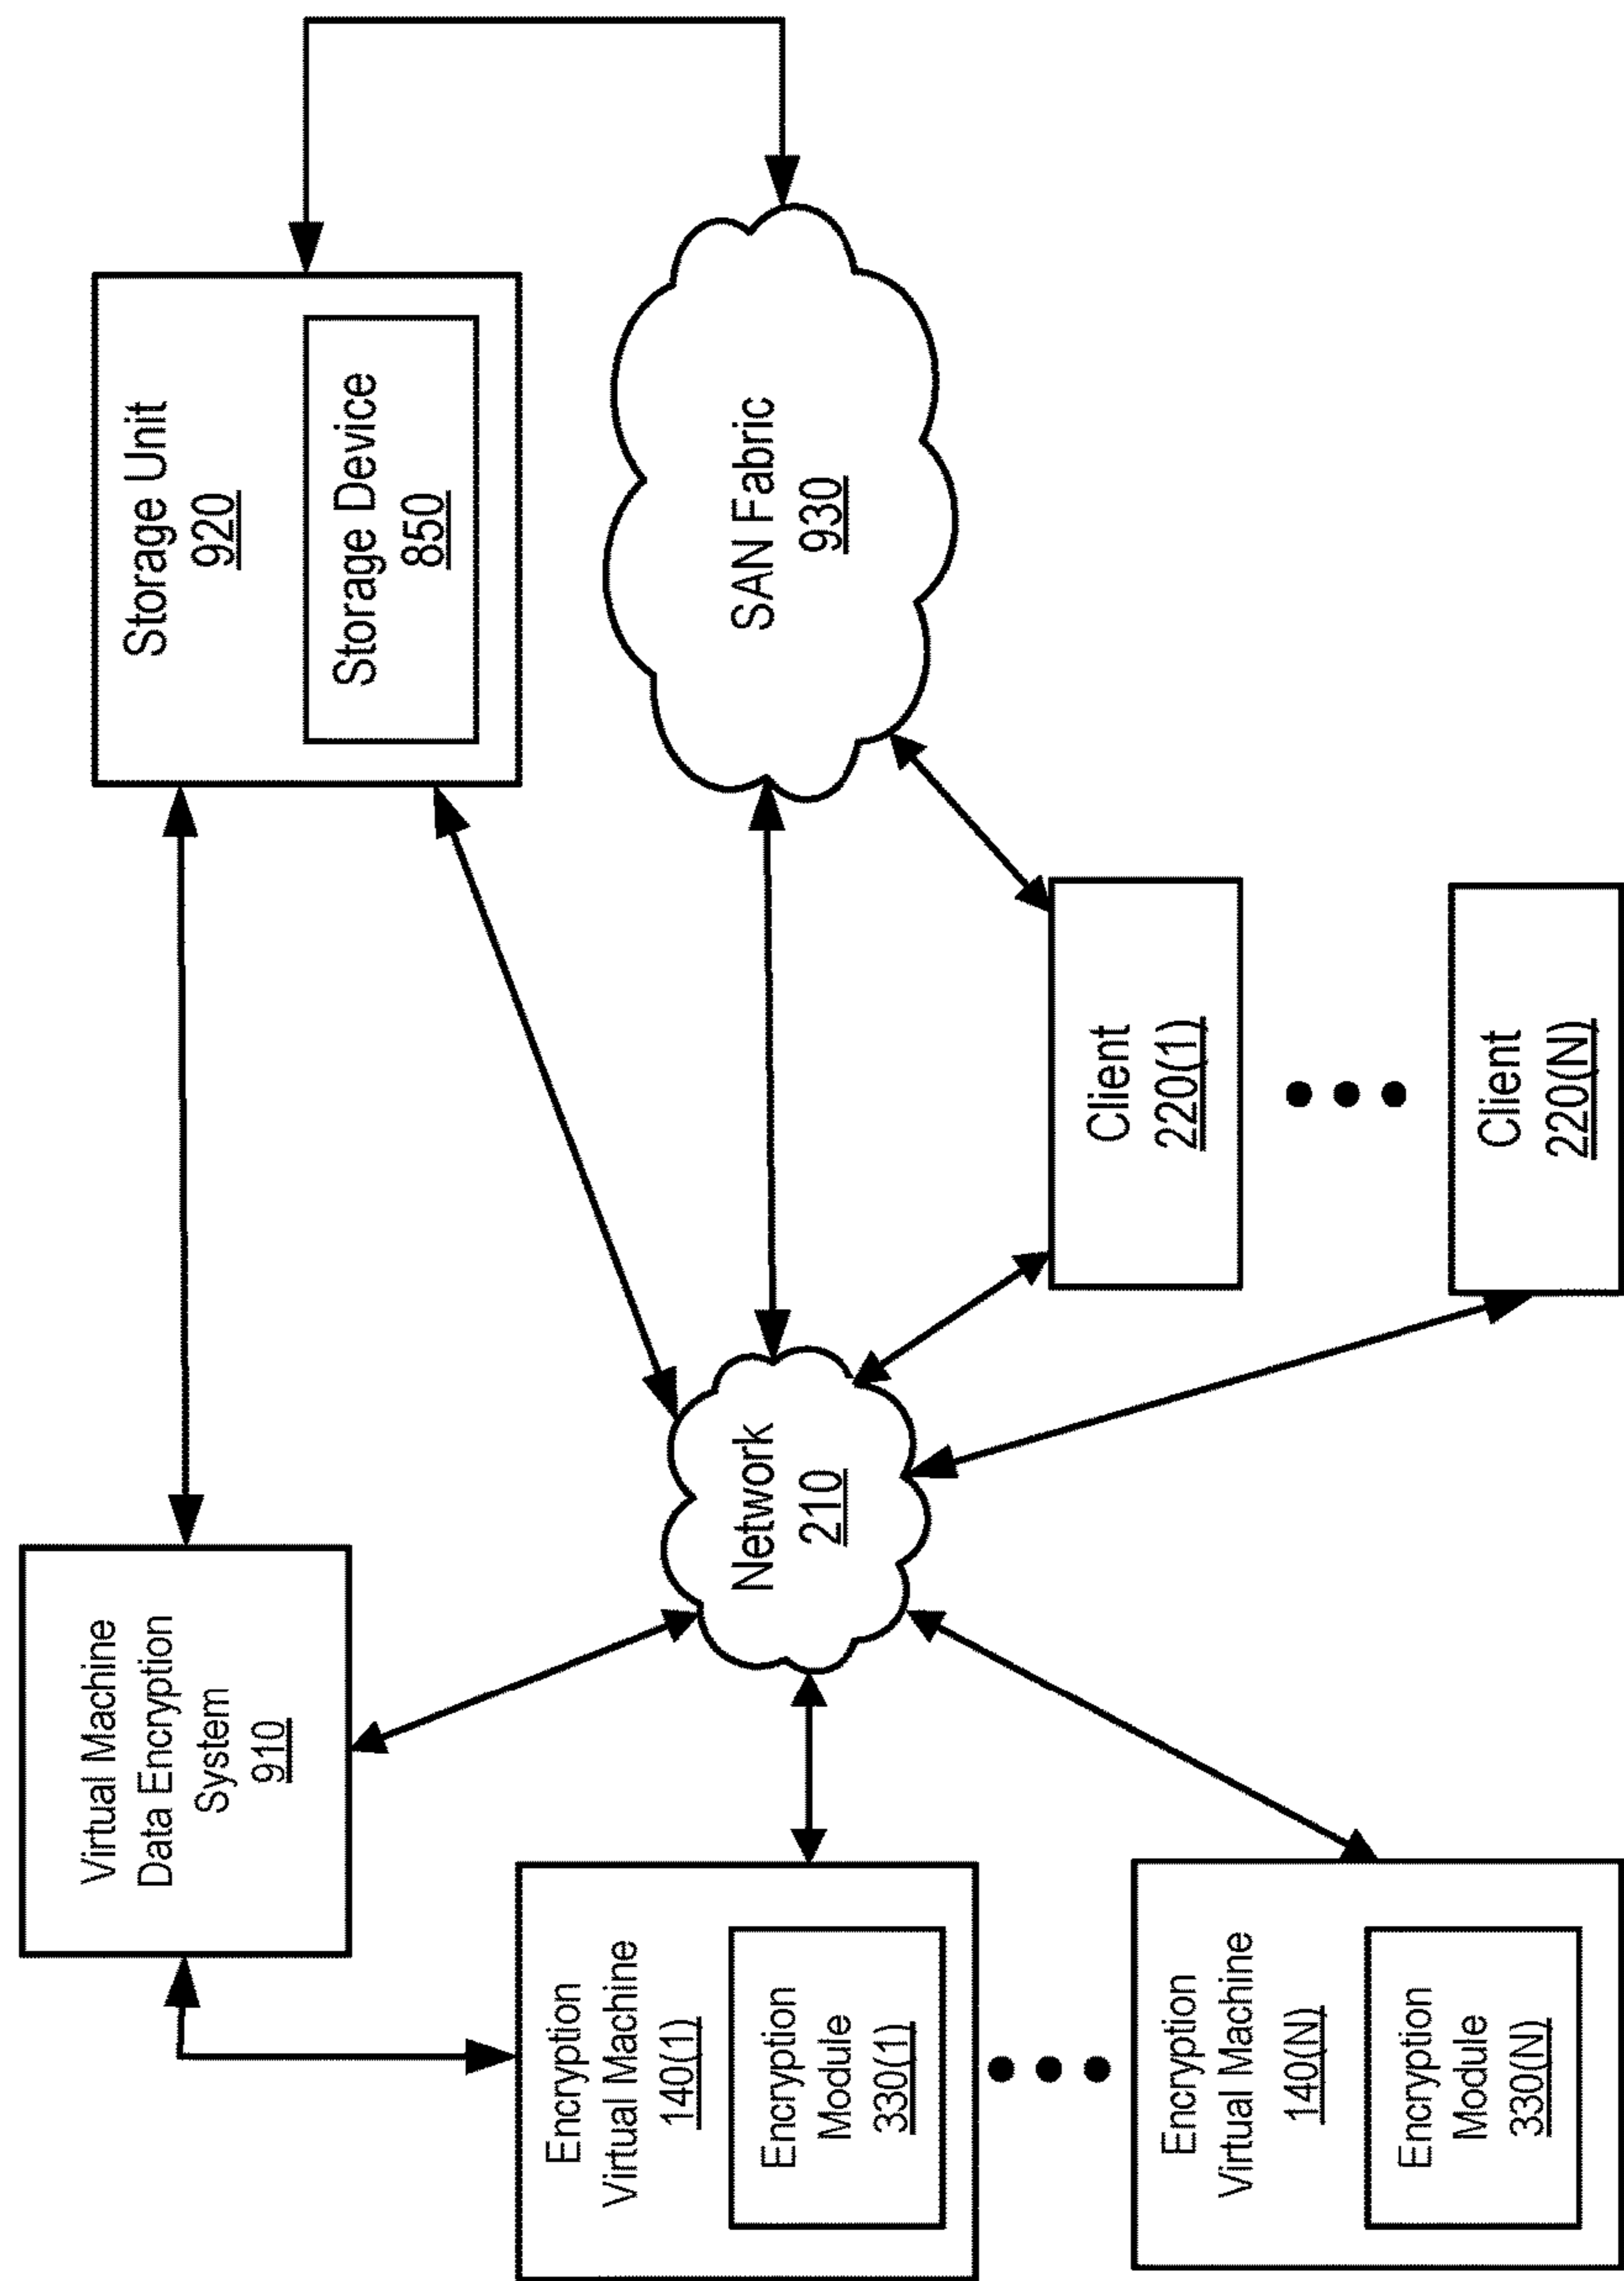 Virtual Machine
Data Encryption
System
910
Storage Unit
920
Storage Device
850
Encryption
Virtual Machine
140(1)
Encryption
Module
330(1)
Network
210
SAN Fabric
930
Encryption
Virtual Machine
140(N)
Encryption
Module
330(N)
Client
220(1)
Client
220(N)